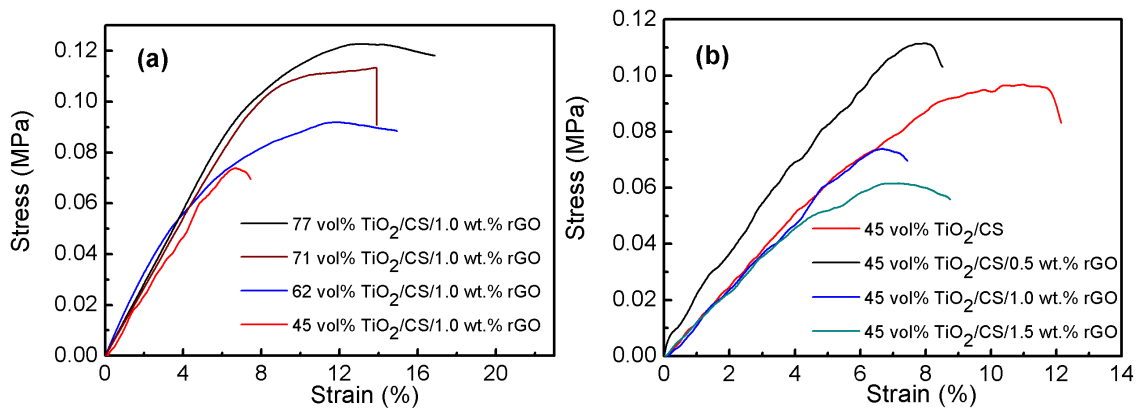 (a)
Stress (MPa)
0.12
0.10
0.08
0.06
0.04
0.02
0.00
77 vol% TiO₂/CS/1.0 wt.% rGO
71 vol% TiO₂/CS/1.0 wt.% rGO
62 vol% TiO₂/CS/1.0 wt.% rGO
45 vol% TiO₂/CS/1.0 wt.% rGO
0 4 8 12 16 20
Strain (%)
(b)
Stress (MPa)
0.12
0.10
0.08
0.06
0.04
0.02
0.00
45 vol% TiO₂/CS
45 vol% TiO₂/CS/0.5 wt.% rGO
45 vol% TiO₂/CS/1.0 wt.% rGO
45 vol% TiO₂/CS/1.5 wt.% rGO
0 2 4 6 8 10 12 14
Strain (%)